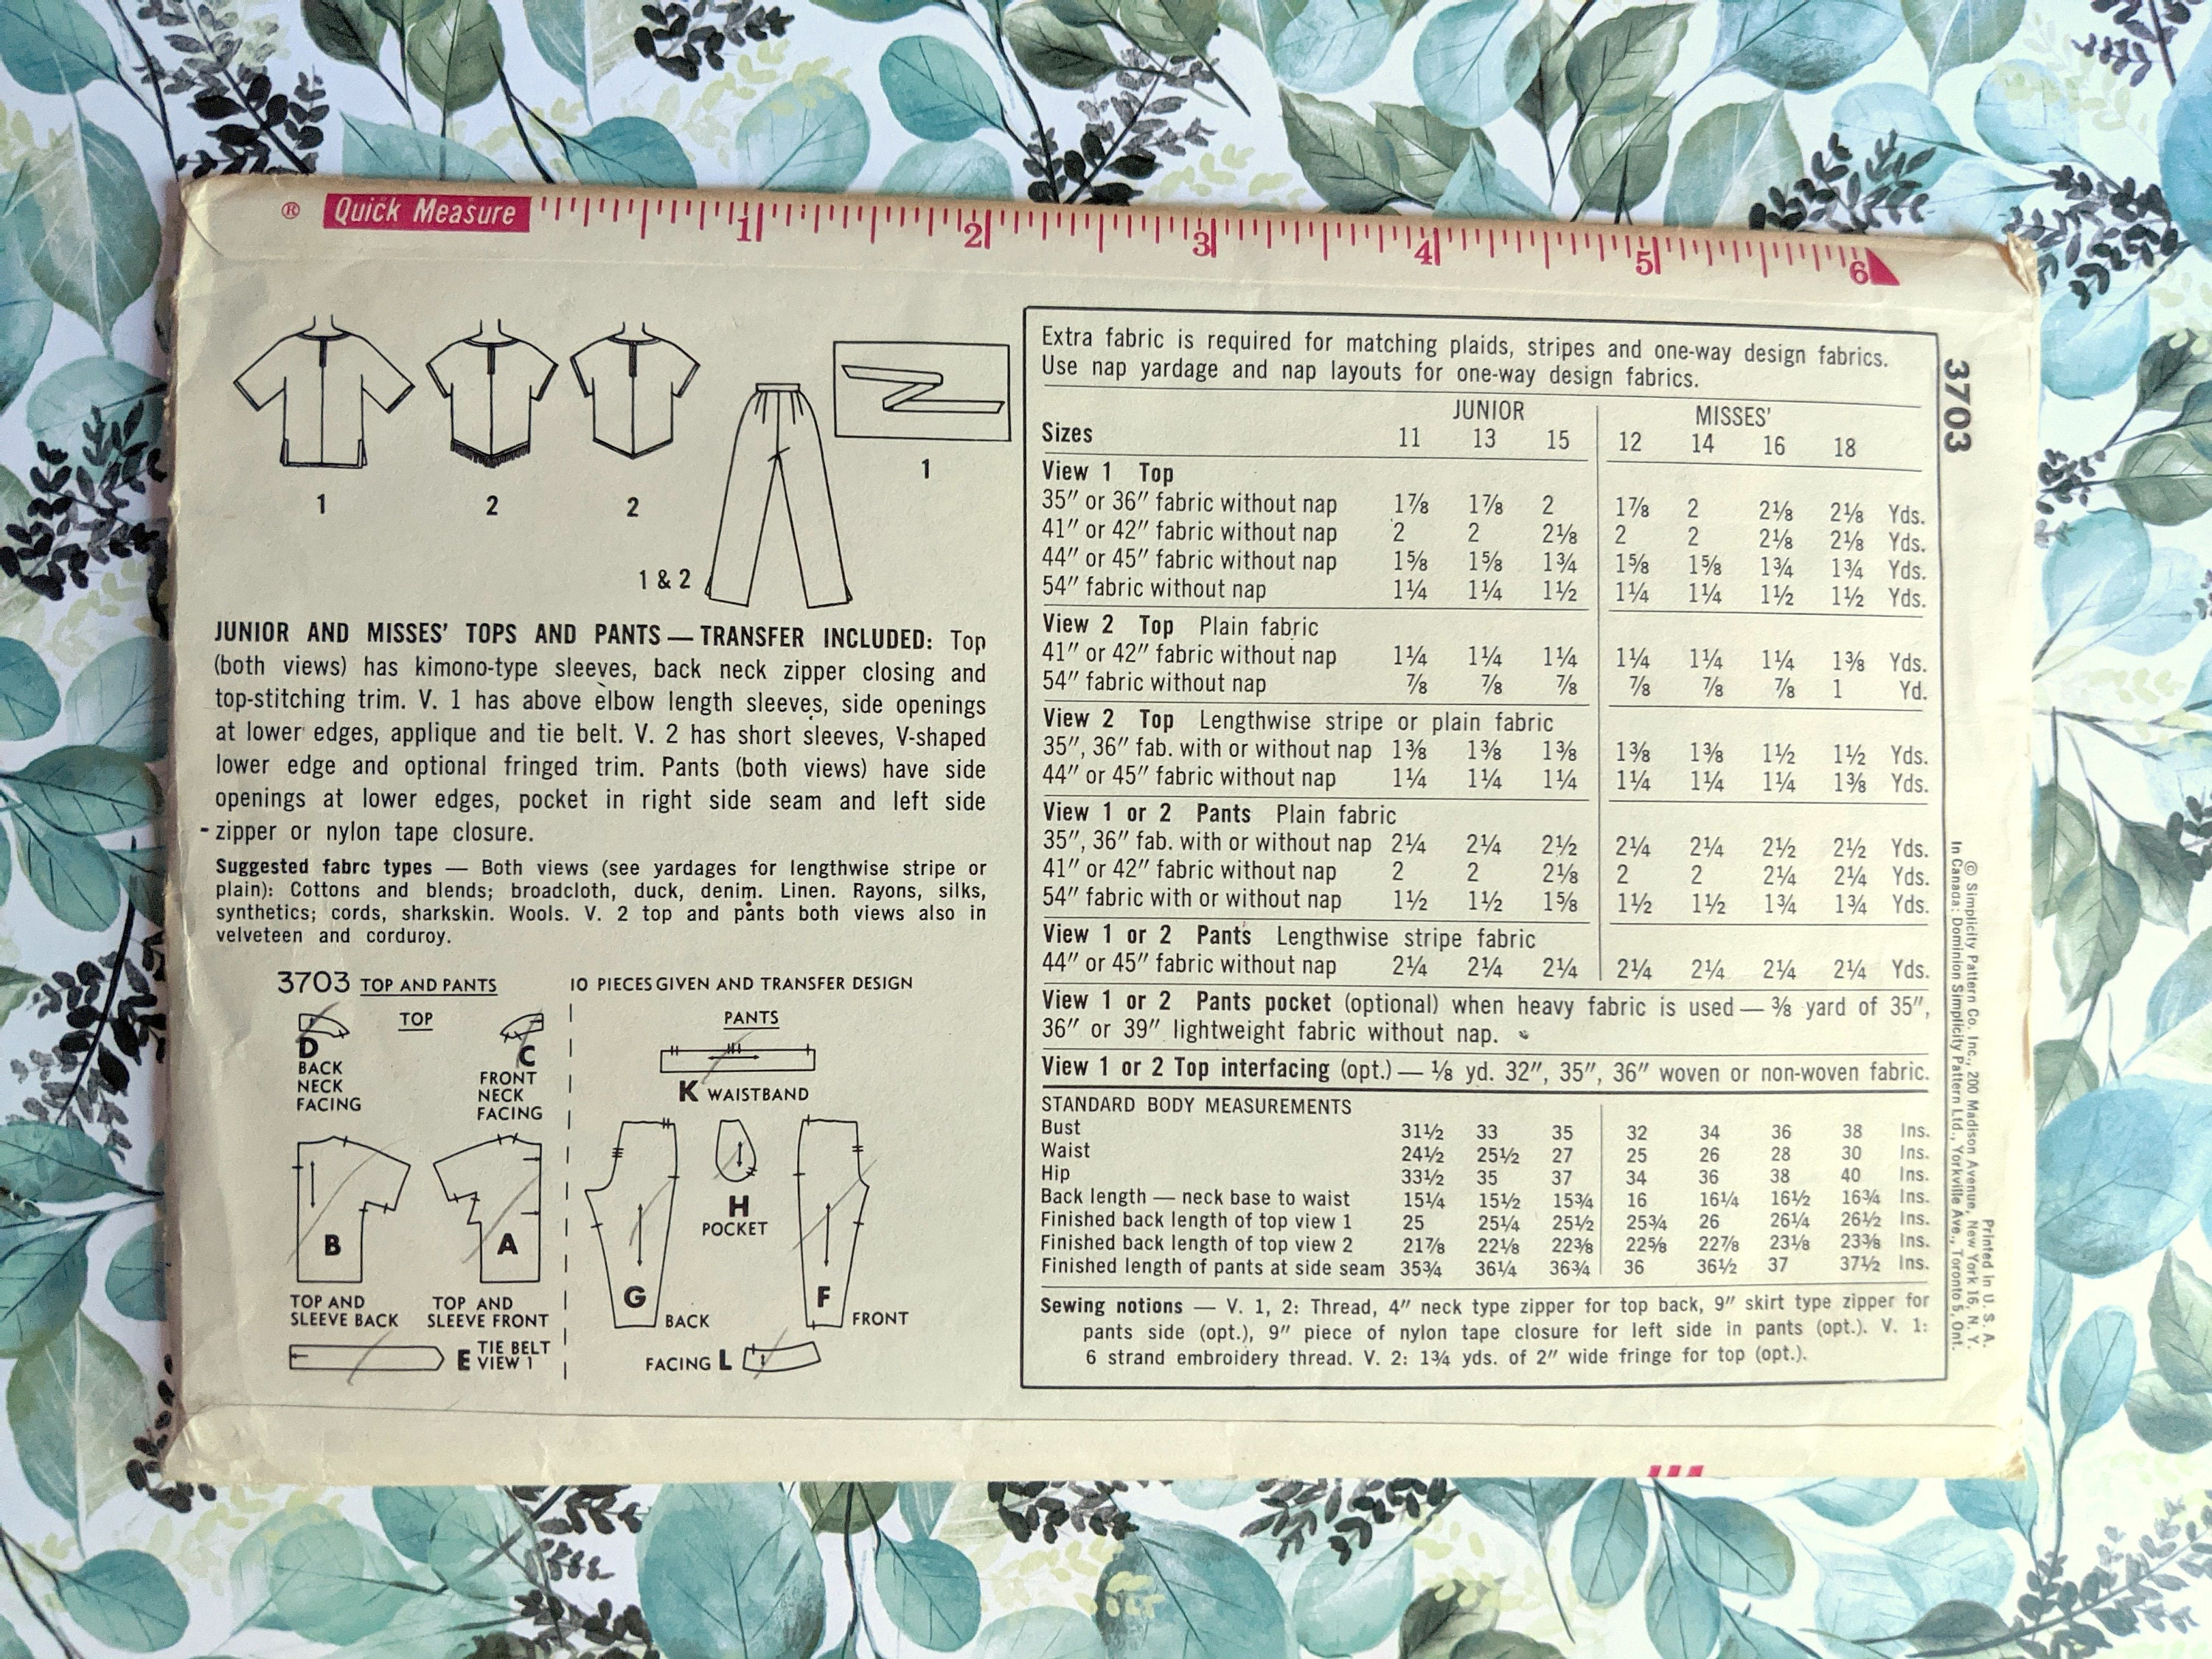 ® Quick Measure 1 2 3 4 5 6
1
2
2
1 & 2
1
JUNIOR AND MISSES' TOPS AND PANTS — TRANSFER INCLUDED: Top
(both views) has kimono-type sleeves, back neck zipper closing and
top-stitching trim. V. 1 has above elbow length sleeves, side openings
at lower edges, applique and tie belt. V. 2 has short sleeves, V-shaped
lower edge and optional fringed trim. Pants (both views) have side
openings at lower edges, pocket in right side seam and left side
zipper or nylon tape closure.
Suggested fabrc types — Both views (see yardages for lengthwise stripe or
plain): Cottons and blends; broadcloth, duck, denim. Linen. Rayons, silks,
synthetics; cords, sharkskin. Wools. V. 2 top and pants both views also in
velveteen and corduroy.
3703 TOP AND PANTS 10 PIECES GIVEN AND TRANSFER DESIGN
TOP
D
BACK
NECK
FACING
C
FRONT
NECK
FACING
B
TOP AND
SLEEVE BACK
A
TOP AND
SLEEVE FRONT
E TIE BELT
VIEW 1
PANTS
K WAISTBAND
H
POCKET
G
BACK
F
FRONT
FACING L
Extra fabric is required for matching plaids, stripes and one-way design fabrics.
Use nap yardage and nap layouts for one-way design fabrics.
JUNIOR MISSES'
Sizes 11 13 15 12 14 16 18
View 1 Top
35″ or 36″ fabric without nap 1⅞ 1⅞ 2 1⅞ 2 2⅛ 2⅛ Yds.
41″ or 42″ fabric without nap 2 2 2⅛ 2 2 2⅛ 2⅛ Yds.
44″ or 45″ fabric without nap 1⅝ 1⅝ 1¾ 1⅝ 1⅝ 1¾ 1¾ Yds.
54″ fabric without nap 1¼ 1¼ 1½ 1¼ 1¼ 1½ 1½ Yds.
View 2 Top Plain fabric
41″ or 42″ fabric without nap 1¼ 1¼ 1¼ 1¼ 1¼ 1¼ 1⅜ Yds.
54″ fabric without nap ⅞ ⅞ ⅞ ⅞ ⅞ ⅞ 1 Yd.
View 2 Top Lengthwise stripe or plain fabric
35″, 36″ fab. with or without nap 1⅜ 1⅜ 1⅜ 1⅜ 1⅜ 1½ 1½ Yds.
44″ or 45″ fabric without nap 1¼ 1¼ 1¼ 1¼ 1¼ 1¼ 1⅜ Yds.
View 1 or 2 Pants Plain fabric
35″, 36″ fab. with or without nap 2¼ 2¼ 2½ 2¼ 2¼ 2½ 2½ Yds.
41″ or 42″ fabric without nap 2 2 2⅛ 2 2 2¼ 2¼ Yds.
54″ fabric with or without nap 1½ 1½ 1⅝ 1½ 1½ 1¾ 1¾ Yds.
View 1 or 2 Pants Lengthwise stripe fabric
44″ or 45″ fabric without nap 2¼ 2¼ 2¼ 2¼ 2¼ 2¼ 2¼ Yds.
View 1 or 2 Pants pocket (optional) when heavy fabric is used — ⅜ yard of 35″,
36″ or 39″ lightweight fabric without nap.
View 1 or 2 Top interfacing (opt.) — ⅛ yd. 32″, 35″, 36″ woven or non-woven fabric.
STANDARD BODY MEASUREMENTS
Bust 31½ 33 35 32 34 36 38 Ins.
Waist 24½ 25½ 27 25 26 28 30 Ins.
Hip 33½ 35 37 34 36 38 40 Ins.
Back length — neck base to waist 15¼ 15½ 15¾ 16 16¼ 16½ 16¾ Ins.
Finished back length of top view 1 25 25¼ 25½ 25¾ 26 26¼ 26½ Ins.
Finished back length of top view 2 21⅞ 22⅛ 22⅜ 22⅝ 22⅞ 23⅛ 23⅜ Ins.
Finished length of pants at side seam 35¾ 36¼ 36¾ 36 36½ 37 37½ Ins.
Sewing notions — V. 1, 2: Thread, 4″ neck type zipper for top back, 9″ skirt type zipper for
pants side (opt.), 9″ piece of nylon tape closure for left side in pants (opt.). V. 1:
6 strand embroidery thread. V. 2: 1¾ yds. of 2″ wide fringe for top (opt.).
3703
© Simplicity Pattern Co. Inc., 200 Madison Avenue, New York 16, N. Y.
In Canada: Dominion Simplicity Pattern Ltd., Yorkville Ave., Toronto 5, Ont.
Printed in U. S. A.